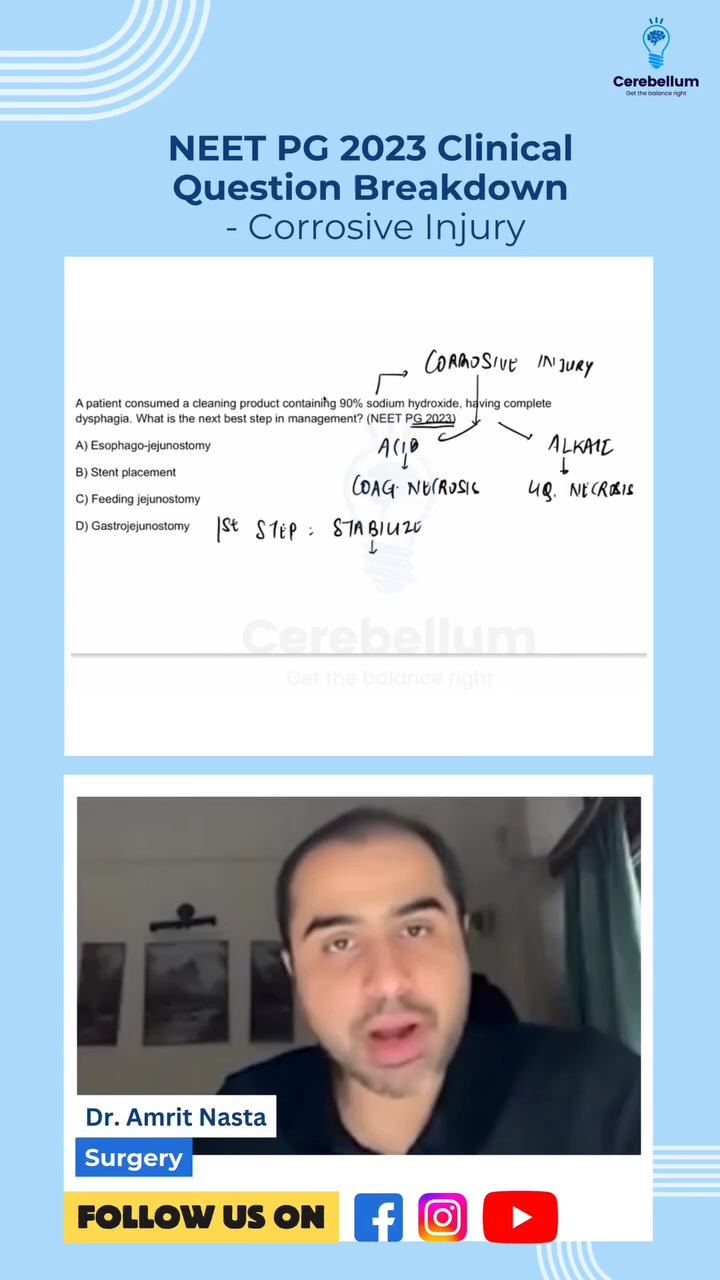 Cerebellum
Get the balance right
NEET PG 2023 Clinical
Question Breakdown
- Corrosive Injury
CORROSIVE INJURY
A patient consumed a cleaning product containing 90% sodium hydroxide, having complete
dysphagia. What is the next best step in management? (NEET PG 2023)
A) Esophago-jejunostomy
ACID
ALKALI
B) Stent placement
COAG. NECROSIS
LIQ. NECROSIS
C) Feeding jejunostomy
D) Gastrojejunostomy
1st STEP : STABILIZE
Cerebellum
Get the balance right
Dr. Amrit Nasta
Surgery
FOLLOW US ON